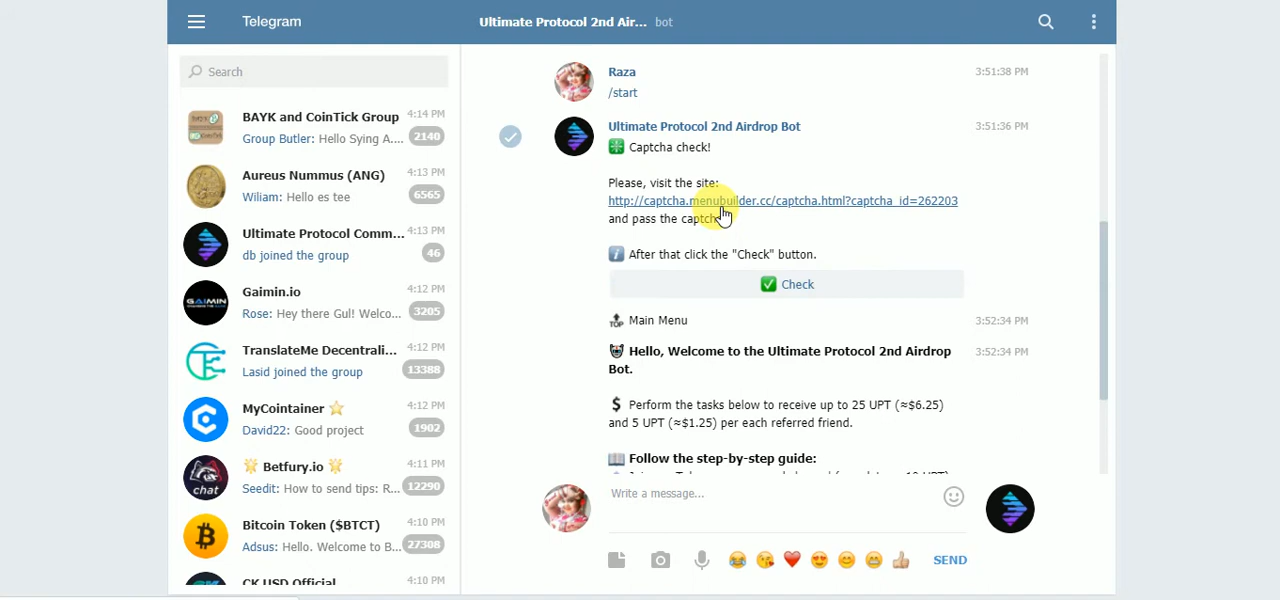 Telegram
Ultimate Protocol 2nd Air... bot
Search
BAYK and CoinTick Group 4:14 PM
Group Butler: Hello Sying A.... 2140
Aureus Nummus (ANG) 4:13 PM
Wiliam: Hello es tee 6565
Ultimate Protocol Comm... 4:13 PM
db joined the group 46
Gaimin.io 4:12 PM
Rose: Hey there Gul! Welco... 3205
GAIMIN
TranslateMe Decentrali... 4:12 PM
Lasid joined the group 13388
MyCointainer ⭐ 4:12 PM
David22: Good project 1902
🌟 Betfury.io 🌟 4:11 PM
Seedit: How to send tips: R... 12290
chat
Bitcoin Token ($BTCT) 4:10 PM
Adsus: Hello. Welcome to B... 27308
CK USD Official 4:10 PM
Raza 3:51:38 PM
/start
Ultimate Protocol 2nd Airdrop Bot 3:51:36 PM
❇️ Captcha check!
Please, visit the site:
http://captcha.menubuilder.cc/captcha.html?captcha_id=262203
and pass the captch
ℹ️ After that click the "Check" button.
✅ Check
🔝 Main Menu 3:52:34 PM
Hello, Welcome to the Ultimate Protocol 2nd Airdrop 3:52:34 PM
Bot.
💲 Perform the tasks below to receive up to 25 UPT (≈$6.25)
and 5 UPT (≈$1.25) per each referred friend.
📖 Follow the step-by-step guide:
Write a message...
SEND